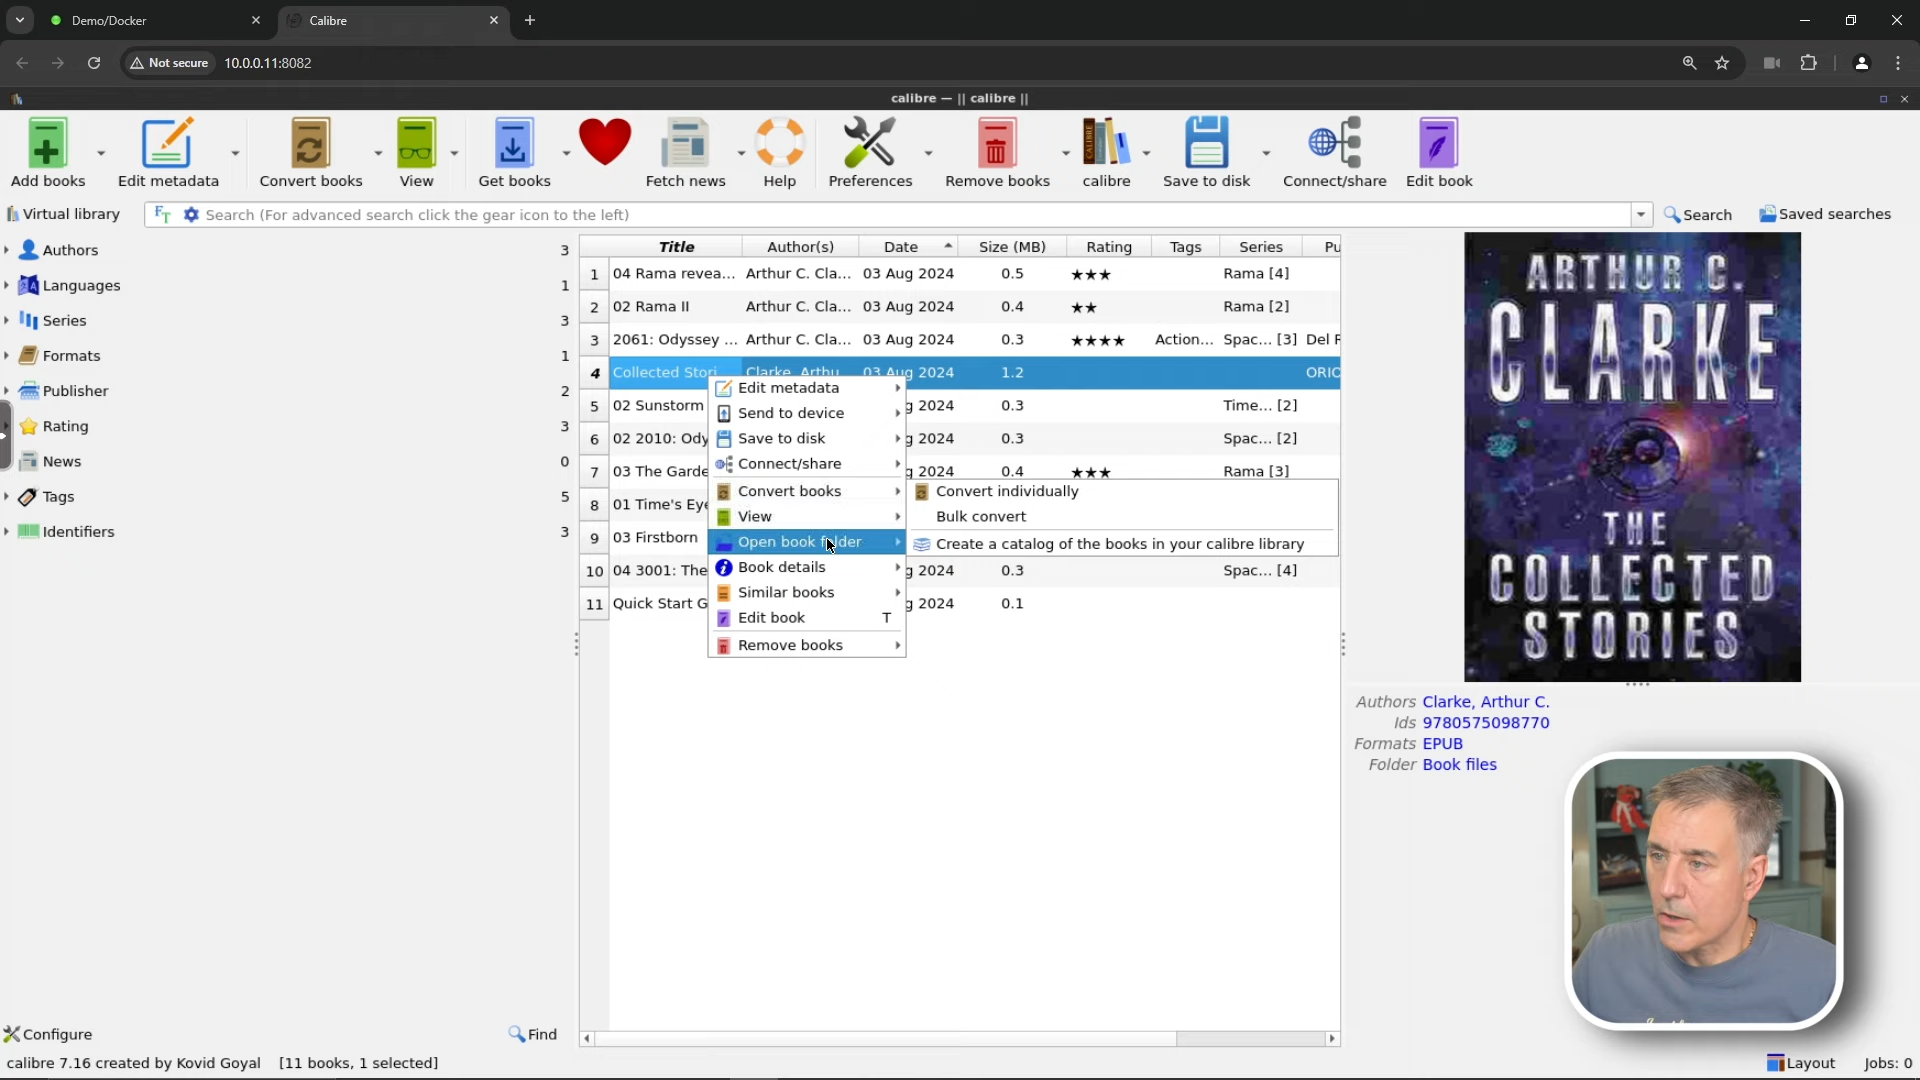 Demo/Docker
Calibre
Not secure 10.0.0.11:8082
calibre — || calibre ||
Add books
Edit metadata
Convert books
View
Get books
Fetch news
Help
Preferences
Remove books
calibre
Save to disk
Connect/share
Edit book
Virtual library
Search (For advanced search click the gear icon to the left)
Search
Saved searches
Authors 3
Languages 1
Series 3
Formats 1
Publisher 2
Rating 3
News 0
Tags 5
Identifiers 3
Title Author(s) Date Size (MB) Rating Tags Series Pu
1 04 Rama revea... Arthur C. Cla... 03 Aug 2024 0.5 ★★★ Rama [4]
2 02 Rama II Arthur C. Cla... 03 Aug 2024 0.4 ★★ Rama [2]
3 2061: Odyssey ... Arthur C. Cla... 03 Aug 2024 0.3 ★★★★ Action... Spac... [3] Del R
4 Collected Stori Clarke, Arthu 03 Aug 2024 1.2 ORIO
5 02 Sunstorm g 2024 0.3 Time... [2]
6 02 2010: Ody g 2024 0.3 Spac... [2]
7 03 The Garde g 2024 0.4 ★★★ Rama [3]
8 01 Time's Eye
9 03 Firstborn
10 04 3001: The g 2024 0.3 Spac... [4]
11 Quick Start G g 2024 0.1
Edit metadata
Send to device
Save to disk
Connect/share
Convert books
View
Open book folder
Book details
Similar books
Edit book T
Remove books
Convert individually
Bulk convert
Create a catalog of the books in your calibre library
ARTHUR C.
CLARKE
THE
COLLECTED
STORIES
Authors Clarke, Arthur C.
Ids 9780575098770
Formats EPUB
Folder Book files
Configure
Find
calibre 7.16 created by Kovid Goyal [11 books, 1 selected]
Layout
Jobs: 0